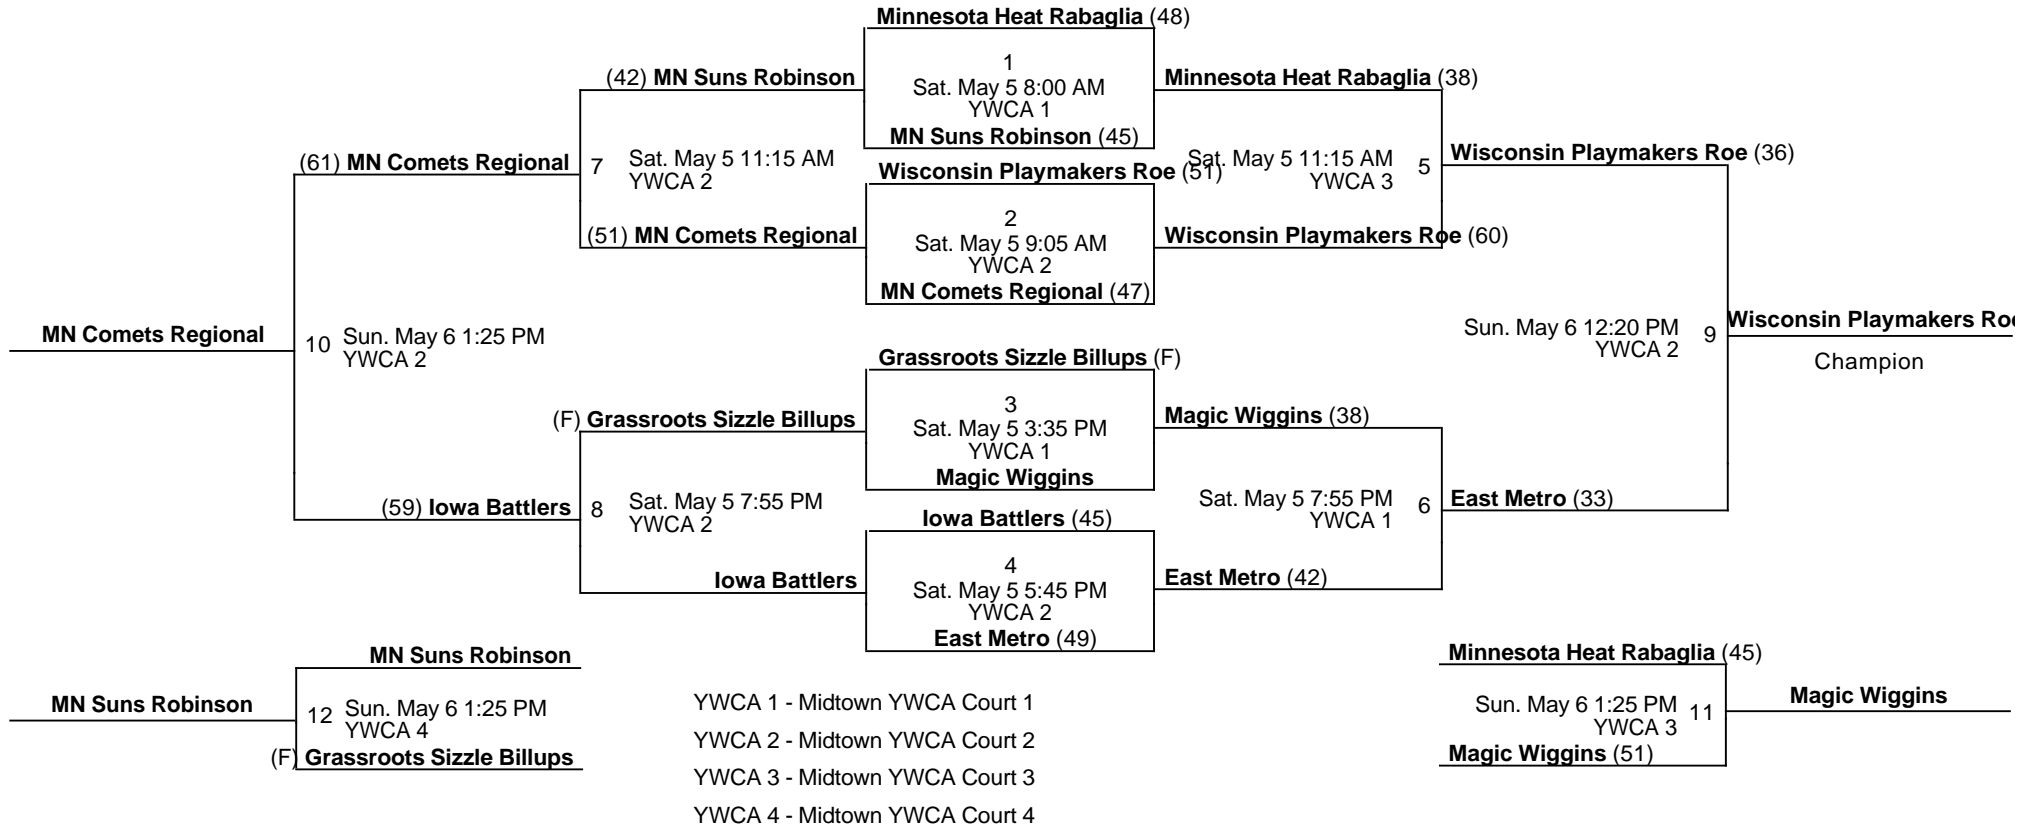 Minnesota Heat Rabaglia (48)
1
Sat. May 5 8:00 AM
YWCA 1
MN Suns Robinson (45)
(42) MN Suns Robinson
Minnesota Heat Rabaglia (38)
(61) MN Comets Regional
7
Sat. May 5 11:15 AM
YWCA 2
Wisconsin Playmakers Roe (51)
Sat. May 5 11:15 AM
YWCA 3
5
Wisconsin Playmakers Roe (36)
(51) MN Comets Regional
2
Sat. May 5 9:05 AM
YWCA 2
MN Comets Regional (47)
Wisconsin Playmakers Roe (60)
MN Comets Regional
10
Sun. May 6 1:25 PM
YWCA 2
Sun. May 6 12:20 PM
YWCA 2
9
Wisconsin Playmakers Roe
Champion
Grassroots Sizzle Billups (F)
3
Sat. May 5 3:35 PM
YWCA 1
Magic Wiggins
(F) Grassroots Sizzle Billups
Magic Wiggins (38)
(59) Iowa Battlers
8
Sat. May 5 7:55 PM
YWCA 2
Sat. May 5 7:55 PM
YWCA 1
6
East Metro (33)
Iowa Battlers (45)
4
Sat. May 5 5:45 PM
YWCA 2
East Metro (49)
Iowa Battlers
East Metro (42)
MN Suns Robinson
MN Suns Robinson
12
Sun. May 6 1:25 PM
YWCA 4
(F) Grassroots Sizzle Billups
YWCA 1 - Midtown YWCA Court 1
YWCA 2 - Midtown YWCA Court 2
YWCA 3 - Midtown YWCA Court 3
YWCA 4 - Midtown YWCA Court 4
Minnesota Heat Rabaglia (45)
Sun. May 6 1:25 PM
YWCA 3
11
Magic Wiggins
Magic Wiggins (51)